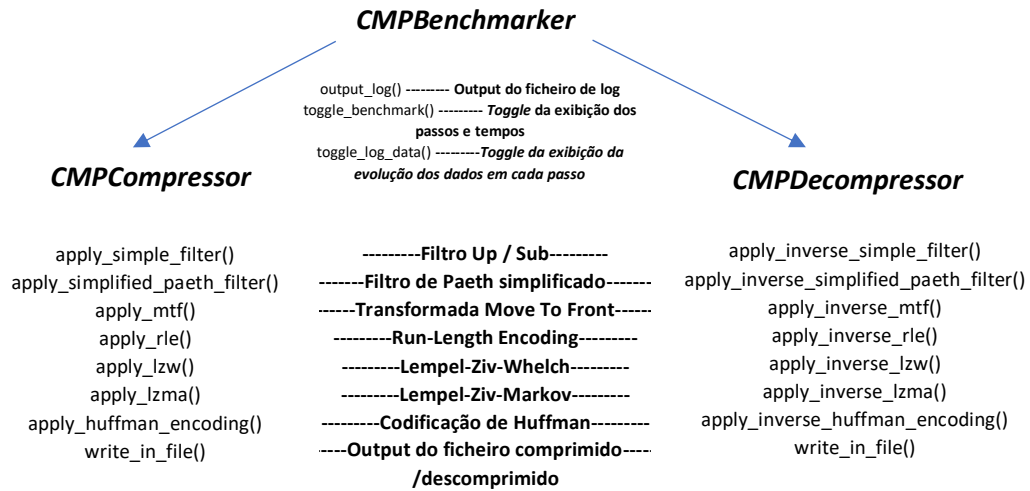 CMPBenchmarker
output_log() --------- Output do ficheiro de log
toggle_benchmark() --------- Toggle da exibição dos
passos e tempos
toggle_log_data() ---------Toggle da exibição da
evolução dos dados em cada passo
CMPCompressor
CMPDecompressor
apply_simple_filter() ---------Filtro Up / Sub--------- apply_inverse_simple_filter()
apply_simplified_paeth_filter() -------Filtro de Paeth simplificado------- apply_inverse_simplified_paeth_filter()
apply_mtf() ------Transformada Move To Front------ apply_inverse_mtf()
apply_rle() ---------Run-Length Encoding--------- apply_inverse_rle()
apply_lzw() ---------Lempel-Ziv-Whelch--------- apply_inverse_lzw()
apply_lzma() ---------Lempel-Ziv-Markov--------- apply_inverse_lzma()
apply_huffman_encoding() ---------Codificação de Huffman--------- apply_inverse_huffman_encoding()
write_in_file() -----Output do ficheiro comprimido----- write_in_file()
/descomprimido